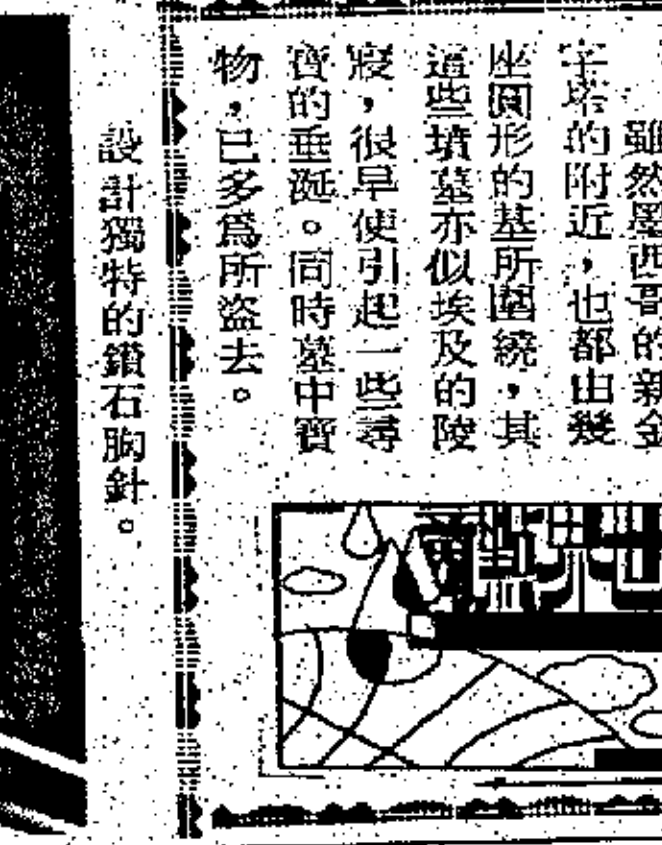 雖然墨西哥的新金
字塔的附近，也都由幾
座圓形的基所圍繞，其
這些墳墓亦似埃及的陵
寢，很早便引起一些尋
寶的垂涎。同時墓中寶
物，已多爲所盜去。
設計獨特的鑽石胸針。